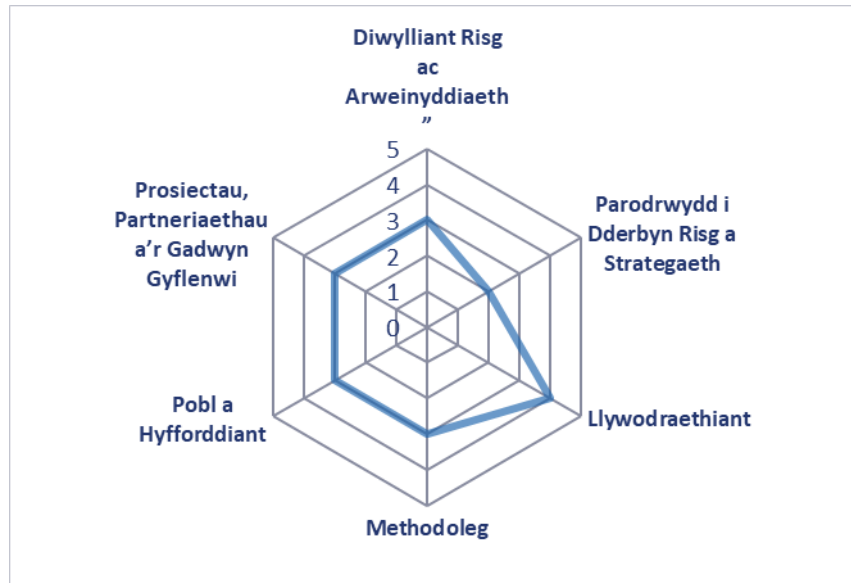 Diwylliant Risg
ac
Arweinyddiaeth
”
5
4
3
2
1
0
Parodrwydd i
Dderbyn Risg a
Strategaeth
Llywodraethiant
Methodoleg
Pobl a
Hyfforddiant
Prosiectau,
Partneriaethau
a’r Gadwyn
Gyflenwi